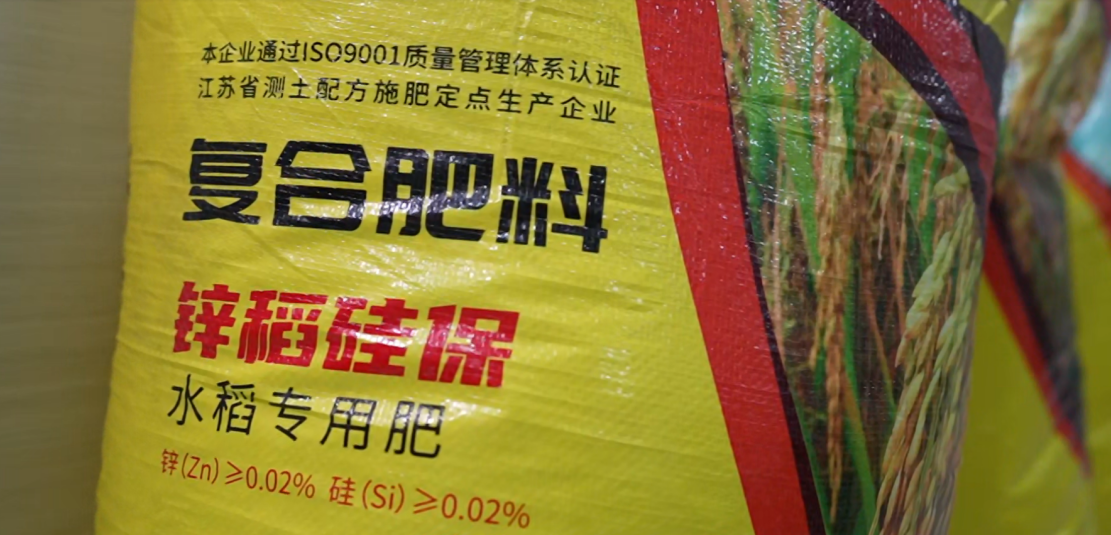 本企业通过ISO9001质量管理体系认证
江苏省测土配方施肥定点生产企业
复合肥料
锌稻硅保
水稻专用肥
锌(Zn)≥0.02% 硅(Si)≥0.02%